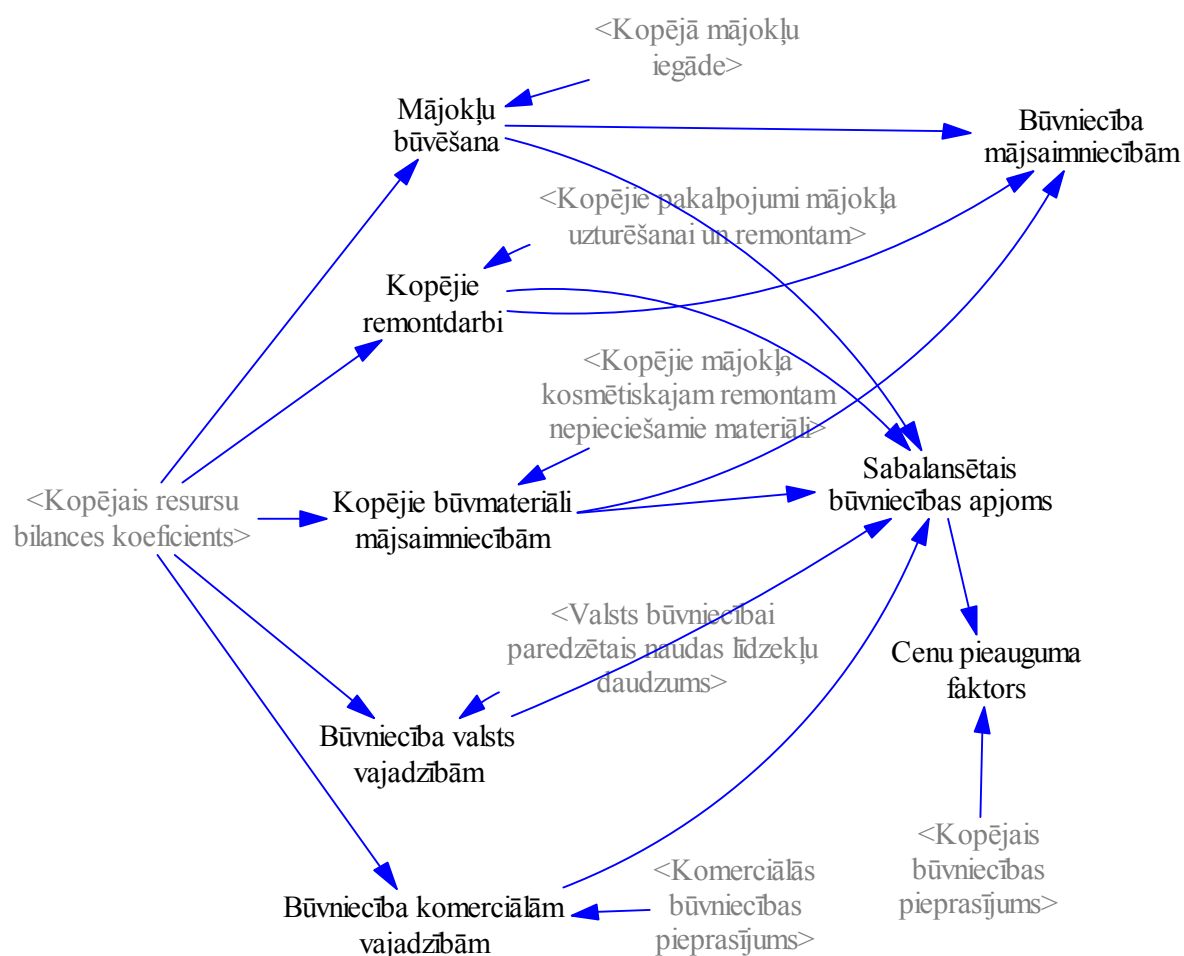 <Kopējā mājokļu
iegāde>
Mājokļu
būvēšana
Būvniecība
mājsaimniecībām
<Kopējie pakalpojumi mājokļa
uzturēšanai un remontam>
Kopējie
remontdarbi
<Kopējie mājokļa
kosmētiskajam remontam
nepieciešamie materiāli>
Sabalansētais
būvniecības apjoms
<Kopējais resursu
bilances koeficients>
Kopējie būvmateriāli
mājsaimniecībām
<Valsts būvniecībai
paredzētais naudas līdzekļu
daudzums>
Cenu pieauguma
faktors
Būvniecība valsts
vajadzībām
<Kopējais
būvniecības
pieprasījums>
Būvniecība komerciālām
vajadzībām
<Komerciālās
būvniecības
pieprasījums>